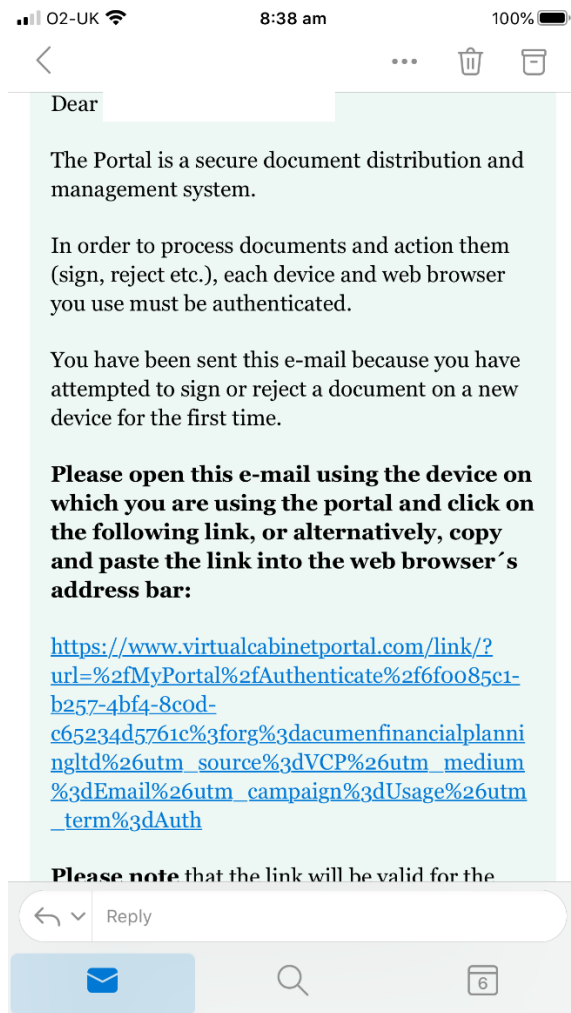 O2-UK 8:38 am 100%
Dear
The Portal is a secure document distribution and
management system.
In order to process documents and action them
(sign, reject etc.), each device and web browser
you use must be authenticated.
You have been sent this e-mail because you have
attempted to sign or reject a document on a new
device for the first time.
Please open this e-mail using the device on
which you are using the portal and click on
the following link, or alternatively, copy
and paste the link into the web browser´s
address bar:
https://www.virtualcabinetportal.com/link/?
url=%2fMyPortal%2fAuthenticate%2f6f0085c1-
b257-4bf4-8c0d-
c65234d5761c%3forg%3dacumenfinancialplanni
ngltd%26utm_source%3dVCP%26utm_medium
%3dEmail%26utm_campaign%3dUsage%26utm
_term%3dAuth
Please note that the link will be valid for the
Reply
6